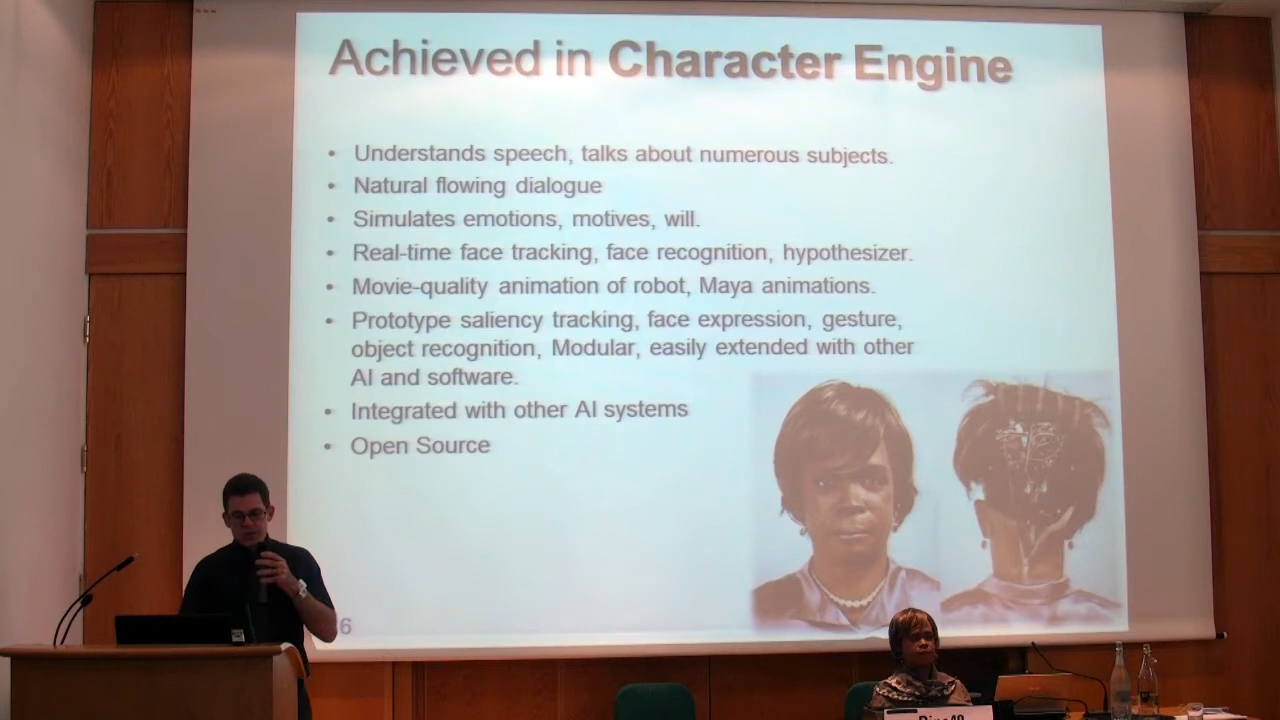 Achieved in Character Engine
• Understands speech, talks about numerous subjects.
• Natural flowing dialogue
• Simulates emotions, motives, will.
• Real-time face tracking, face recognition, hypothesizer.
• Movie-quality animation of robot, Maya animations.
• Prototype saliency tracking, face expression, gesture,
object recognition, Modular, easily extended with other
AI and software.
• Integrated with other AI systems
• Open Source
6